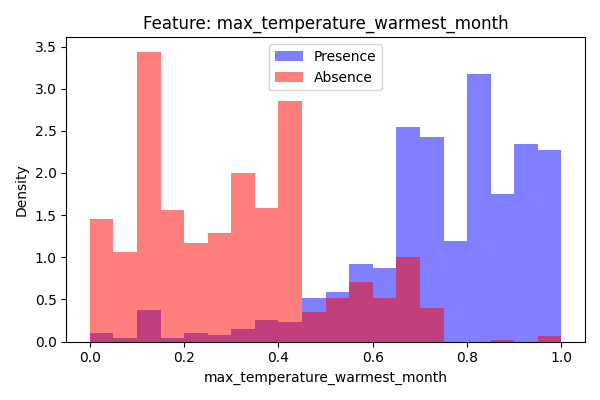 Feature: max_temperature_warmest_month
Presence
Absence
Density
3.5
3.0
2.5
2.0
1.5
1.0
0.5
0.0
0.0 0.2 0.4 0.6 0.8 1.0
max_temperature_warmest_month